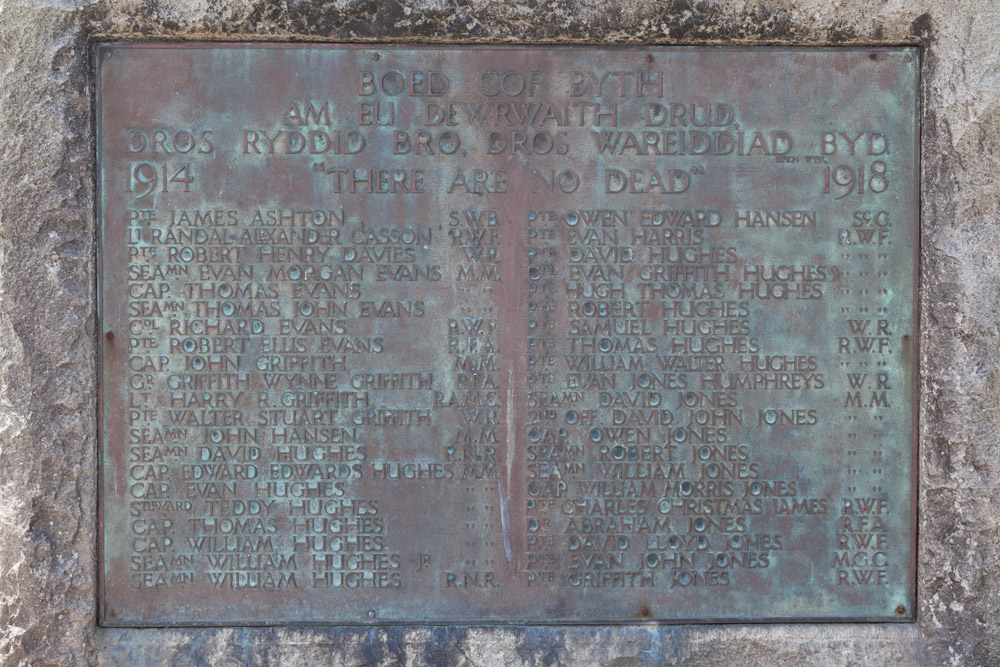 BOED COF BYTH
AM EU DEWRWAITH DRUD,
DROS RYDDID BRO, DROS WAREIDDIAD BYD.
1914 "THERE ARE NO DEAD" 1918
PTE JAMES ASHTON S.W.B.
LT RANDAL ALEXANDER CASSON R.W.F.
PTE ROBERT HENRY DAVIES W.R.
SEAMN EVAN MORGAN EVANS M.M.
CAP. THOMAS EVANS " "
SEAMN THOMAS JOHN EVANS " "
CPL RICHARD EVANS R.W.F.
PTE ROBERT ELLIS EVANS R.F.A.
CAP. JOHN GRIFFITH M.M.
GR GRIFFITH WYNNE GRIFFITH R.F.A.
LT. HARRY R. GRIFFITH R.A.M.C.
PTE WALTER STUART GRIFFITH W.R.
SEAMN JOHN HANSEN M.M.
SEAMN DAVID HUGHES R.N.R.
CAP. EDWARD EDWARDS HUGHES M.M.
CAP. EVAN HUGHES " "
STEWARD TEDDY HUGHES " "
CAP. THOMAS HUGHES " "
CAP. WILLIAM HUGHES " "
SEAMN WILLIAM HUGHES JR " "
SEAMN WILLIAM HUGHES R.N.R.
PTE OWEN EDWARD HANSEN S.G.
PTE EVAN HARRIS R.W.F.
PTE DAVID HUGHES " "
CPL EVAN GRIFFITH HUGHES " "
PTE HUGH THOMAS HUGHES " "
PTE ROBERT HUGHES " "
PTE SAMUEL HUGHES W.R.
PTE THOMAS HUGHES R.W.F.
PTE WILLIAM WALTER HUGHES " "
PTE EVAN JONES HUMPHREYS W.R.
SEAMN DAVID JONES M.M.
2ND OFF. DAVID JOHN JONES " "
CAP. OWEN JONES " "
SEAMN ROBERT JONES " "
SEAMN WILLIAM JONES " "
CAP. WILLIAM MORRIS JONES " "
PTE CHARLES CHRISTMAS JAMES R.W.F.
DR ABRAHAM JONES R.F.A.
PTE DAVID LLOYD JONES R.W.F.
PTE EVAN JOHN JONES M.G.C.
PTE GRIFFITH JONES R.W.F.